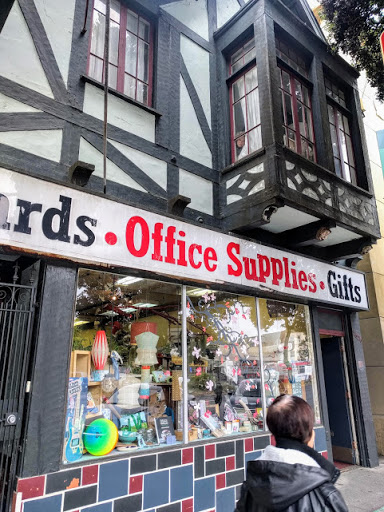 ards • Office Supplies • Gifts